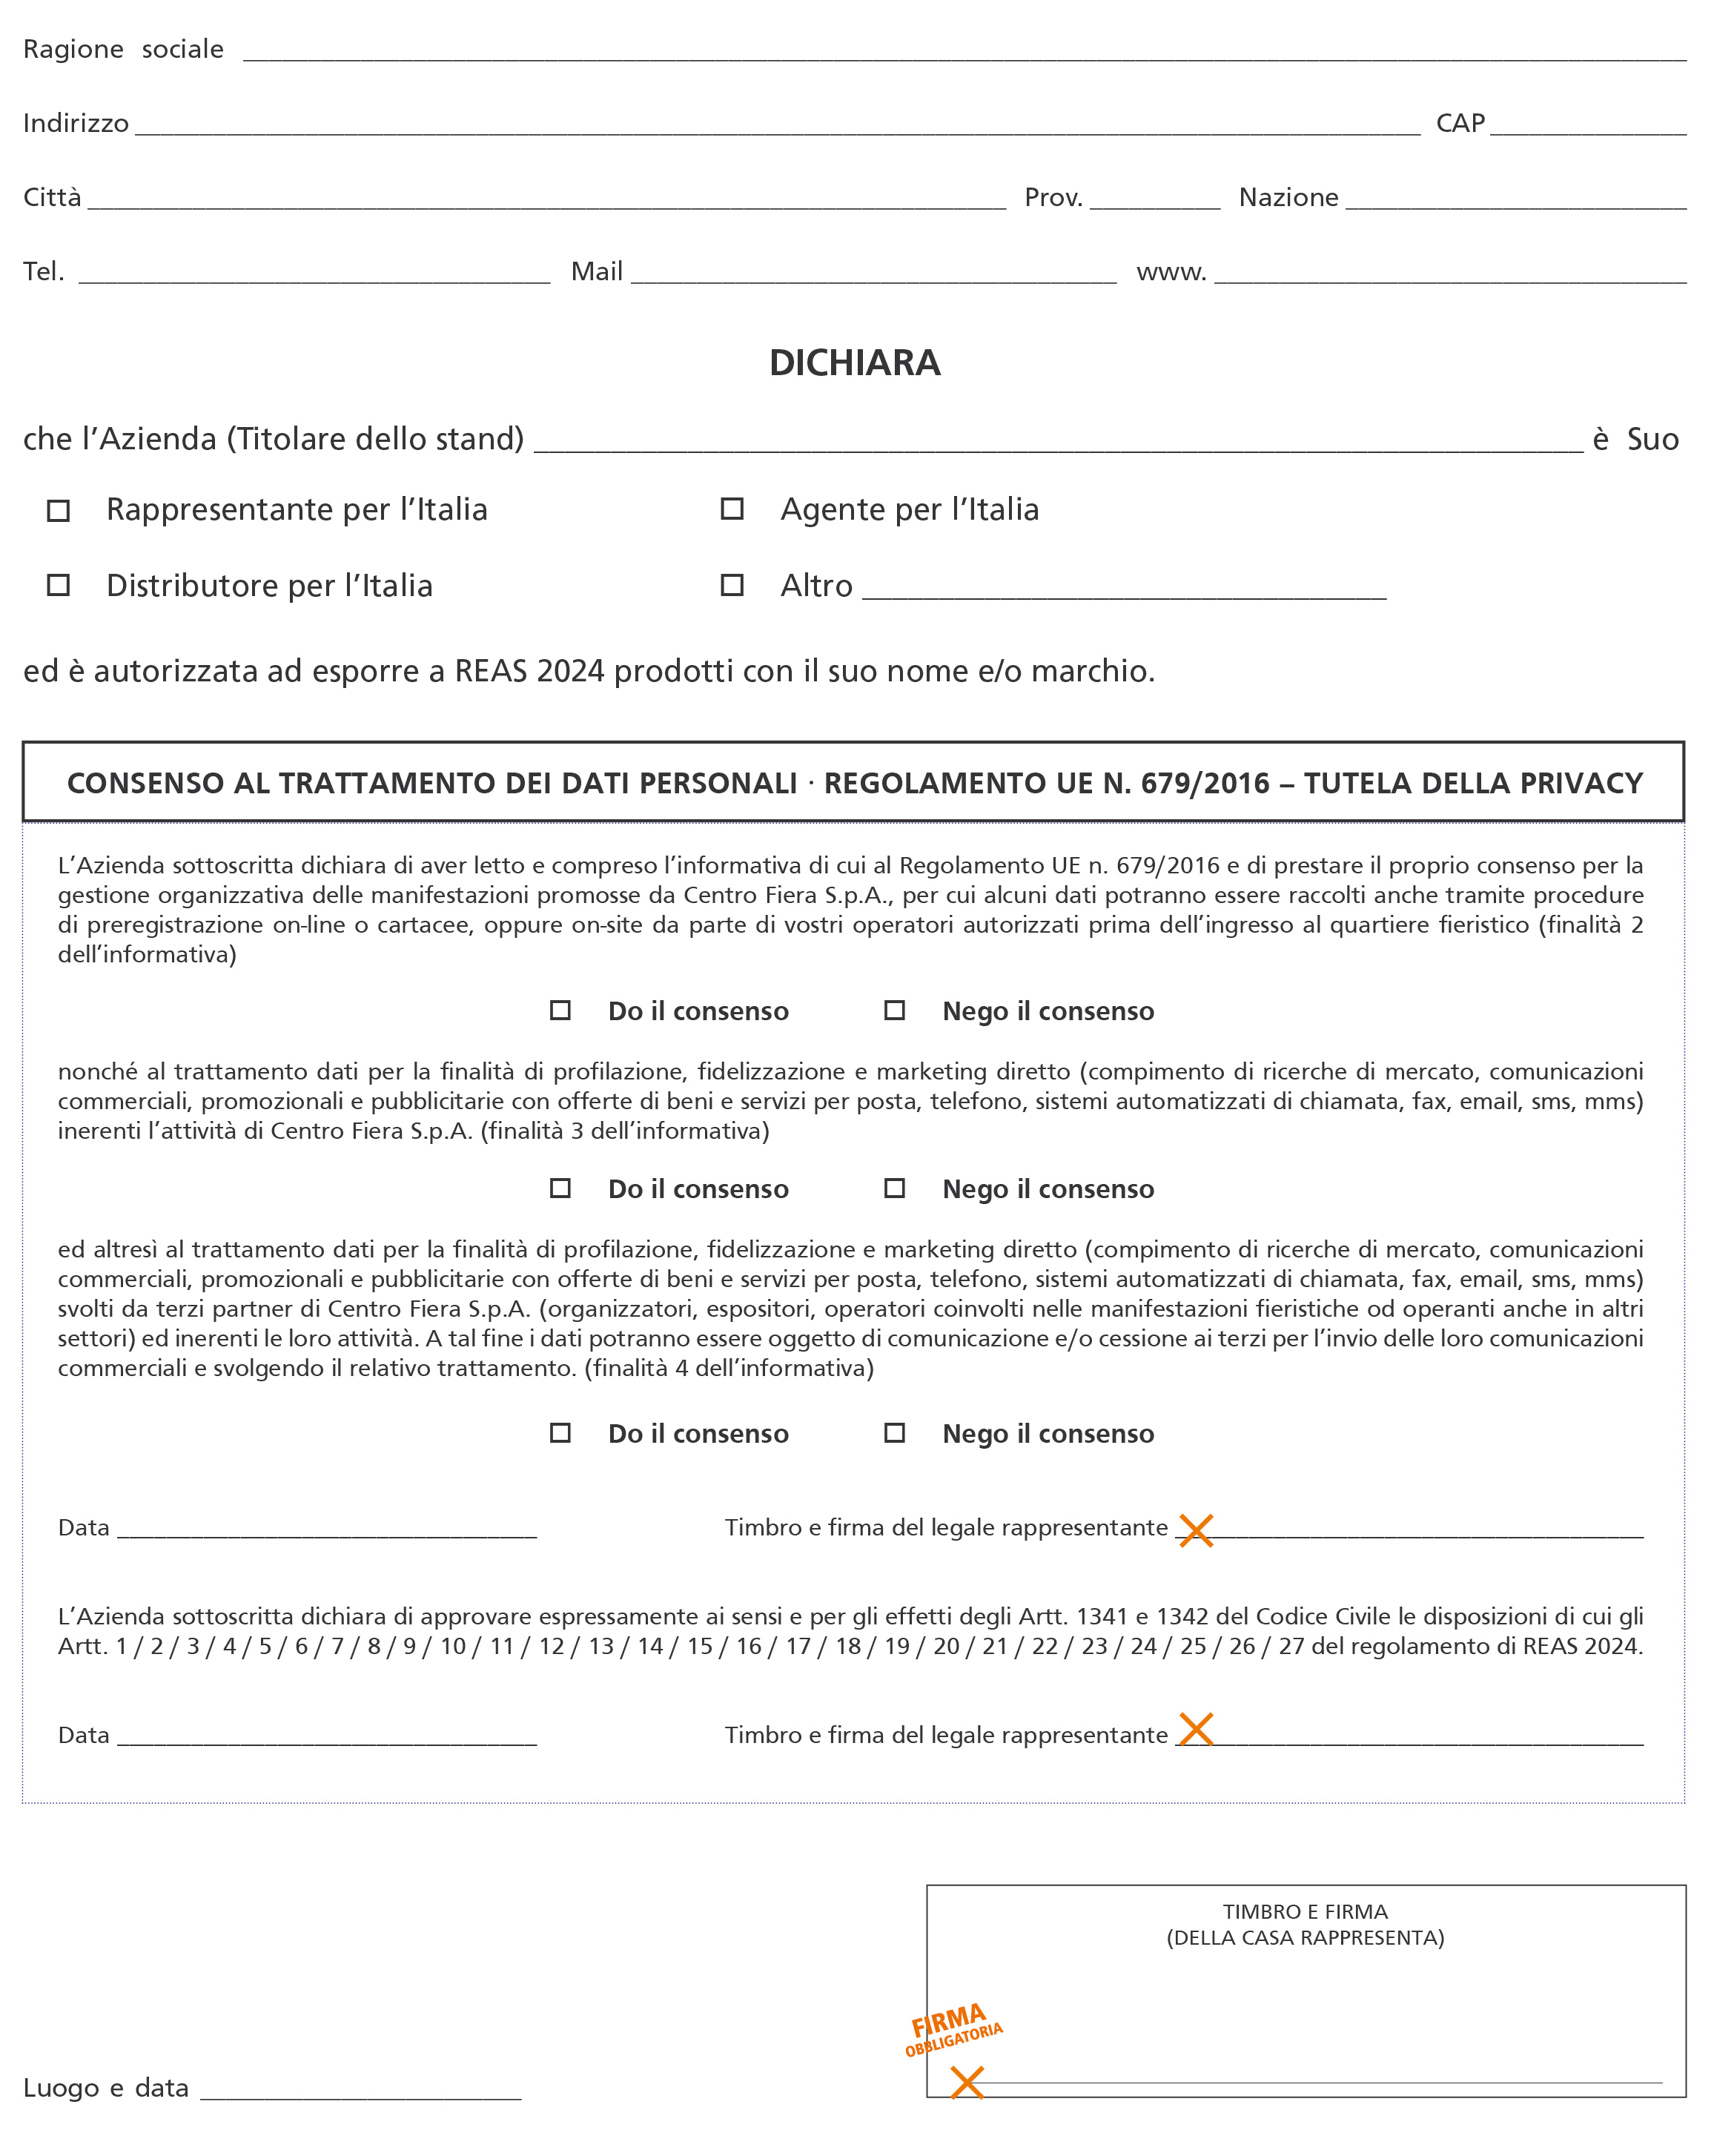 Ragione sociale
Indirizzo CAP
Città Prov. Nazione
Tel. Mail www.
DICHIARA
che l’Azienda (Titolare dello stand) è Suo
Rappresentante per l’Italia Agente per l’Italia
Distributore per l’Italia Altro
ed è autorizzata ad esporre a REAS 2024 prodotti con il suo nome e/o marchio.
CONSENSO AL TRATTAMENTO DEI DATI PERSONALI · REGOLAMENTO UE N. 679/2016 – TUTELA DELLA PRIVACY
L’Azienda sottoscritta dichiara di aver letto e compreso l’informativa di cui al Regolamento UE n. 679/2016 e di prestare il proprio consenso per la
gestione organizzativa delle manifestazioni promosse da Centro Fiera S.p.A., per cui alcuni dati potranno essere raccolti anche tramite procedure
di preregistrazione on-line o cartacee, oppure on-site da parte di vostri operatori autorizzati prima dell’ingresso al quartiere fieristico (finalità 2
dell’informativa)
Do il consenso Nego il consenso
nonché al trattamento dati per la finalità di profilazione, fidelizzazione e marketing diretto (compimento di ricerche di mercato, comunicazioni
commerciali, promozionali e pubblicitarie con offerte di beni e servizi per posta, telefono, sistemi automatizzati di chiamata, fax, email, sms, mms)
inerenti l’attività di Centro Fiera S.p.A. (finalità 3 dell’informativa)
Do il consenso Nego il consenso
ed altresì al trattamento dati per la finalità di profilazione, fidelizzazione e marketing diretto (compimento di ricerche di mercato, comunicazioni
commerciali, promozionali e pubblicitarie con offerte di beni e servizi per posta, telefono, sistemi automatizzati di chiamata, fax, email, sms, mms)
svolti da terzi partner di Centro Fiera S.p.A. (organizzatori, espositori, operatori coinvolti nelle manifestazioni fieristiche od operanti anche in altri
settori) ed inerenti le loro attività. A tal fine i dati potranno essere oggetto di comunicazione e/o cessione ai terzi per l’invio delle loro comunicazioni
commerciali e svolgendo il relativo trattamento. (finalità 4 dell’informativa)
Do il consenso Nego il consenso
Data Timbro e firma del legale rappresentante
L’Azienda sottoscritta dichiara di approvare espressamente ai sensi e per gli effetti degli Artt. 1341 e 1342 del Codice Civile le disposizioni di cui gli
Artt. 1 / 2 / 3 / 4 / 5 / 6 / 7 / 8 / 9 / 10 / 11 / 12 / 13 / 14 / 15 / 16 / 17 / 18 / 19 / 20 / 21 / 22 / 23 / 24 / 25 / 26 / 27 del regolamento di REAS 2024.
Data Timbro e firma del legale rappresentante
TIMBRO E FIRMA
(DELLA CASA RAPPRESENTA)
FIRMA
OBBLIGATORIA
Luogo e data